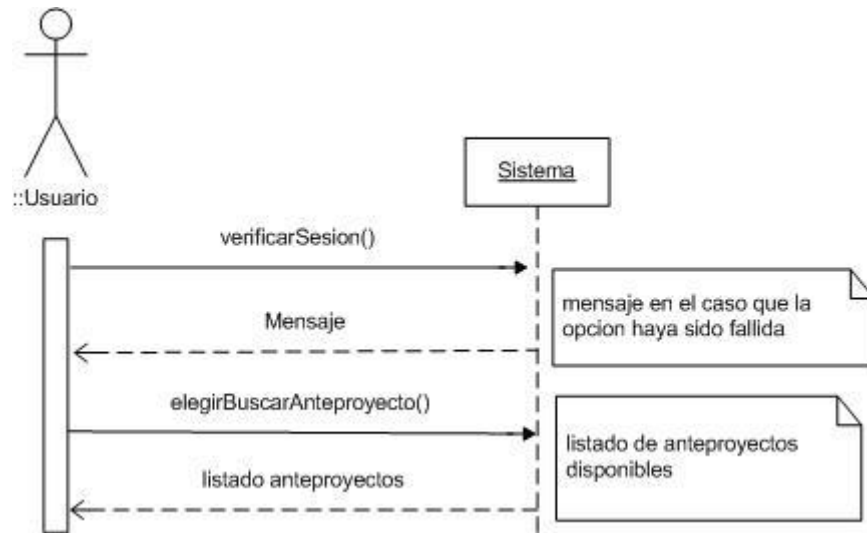 Sistema
::Usuario
verificarSesion()
mensaje en el caso que la
opcion haya sido fallida
Mensaje
elegirBuscarAnteproyecto()
listado de anteproyectos
disponibles
listado anteproyectos